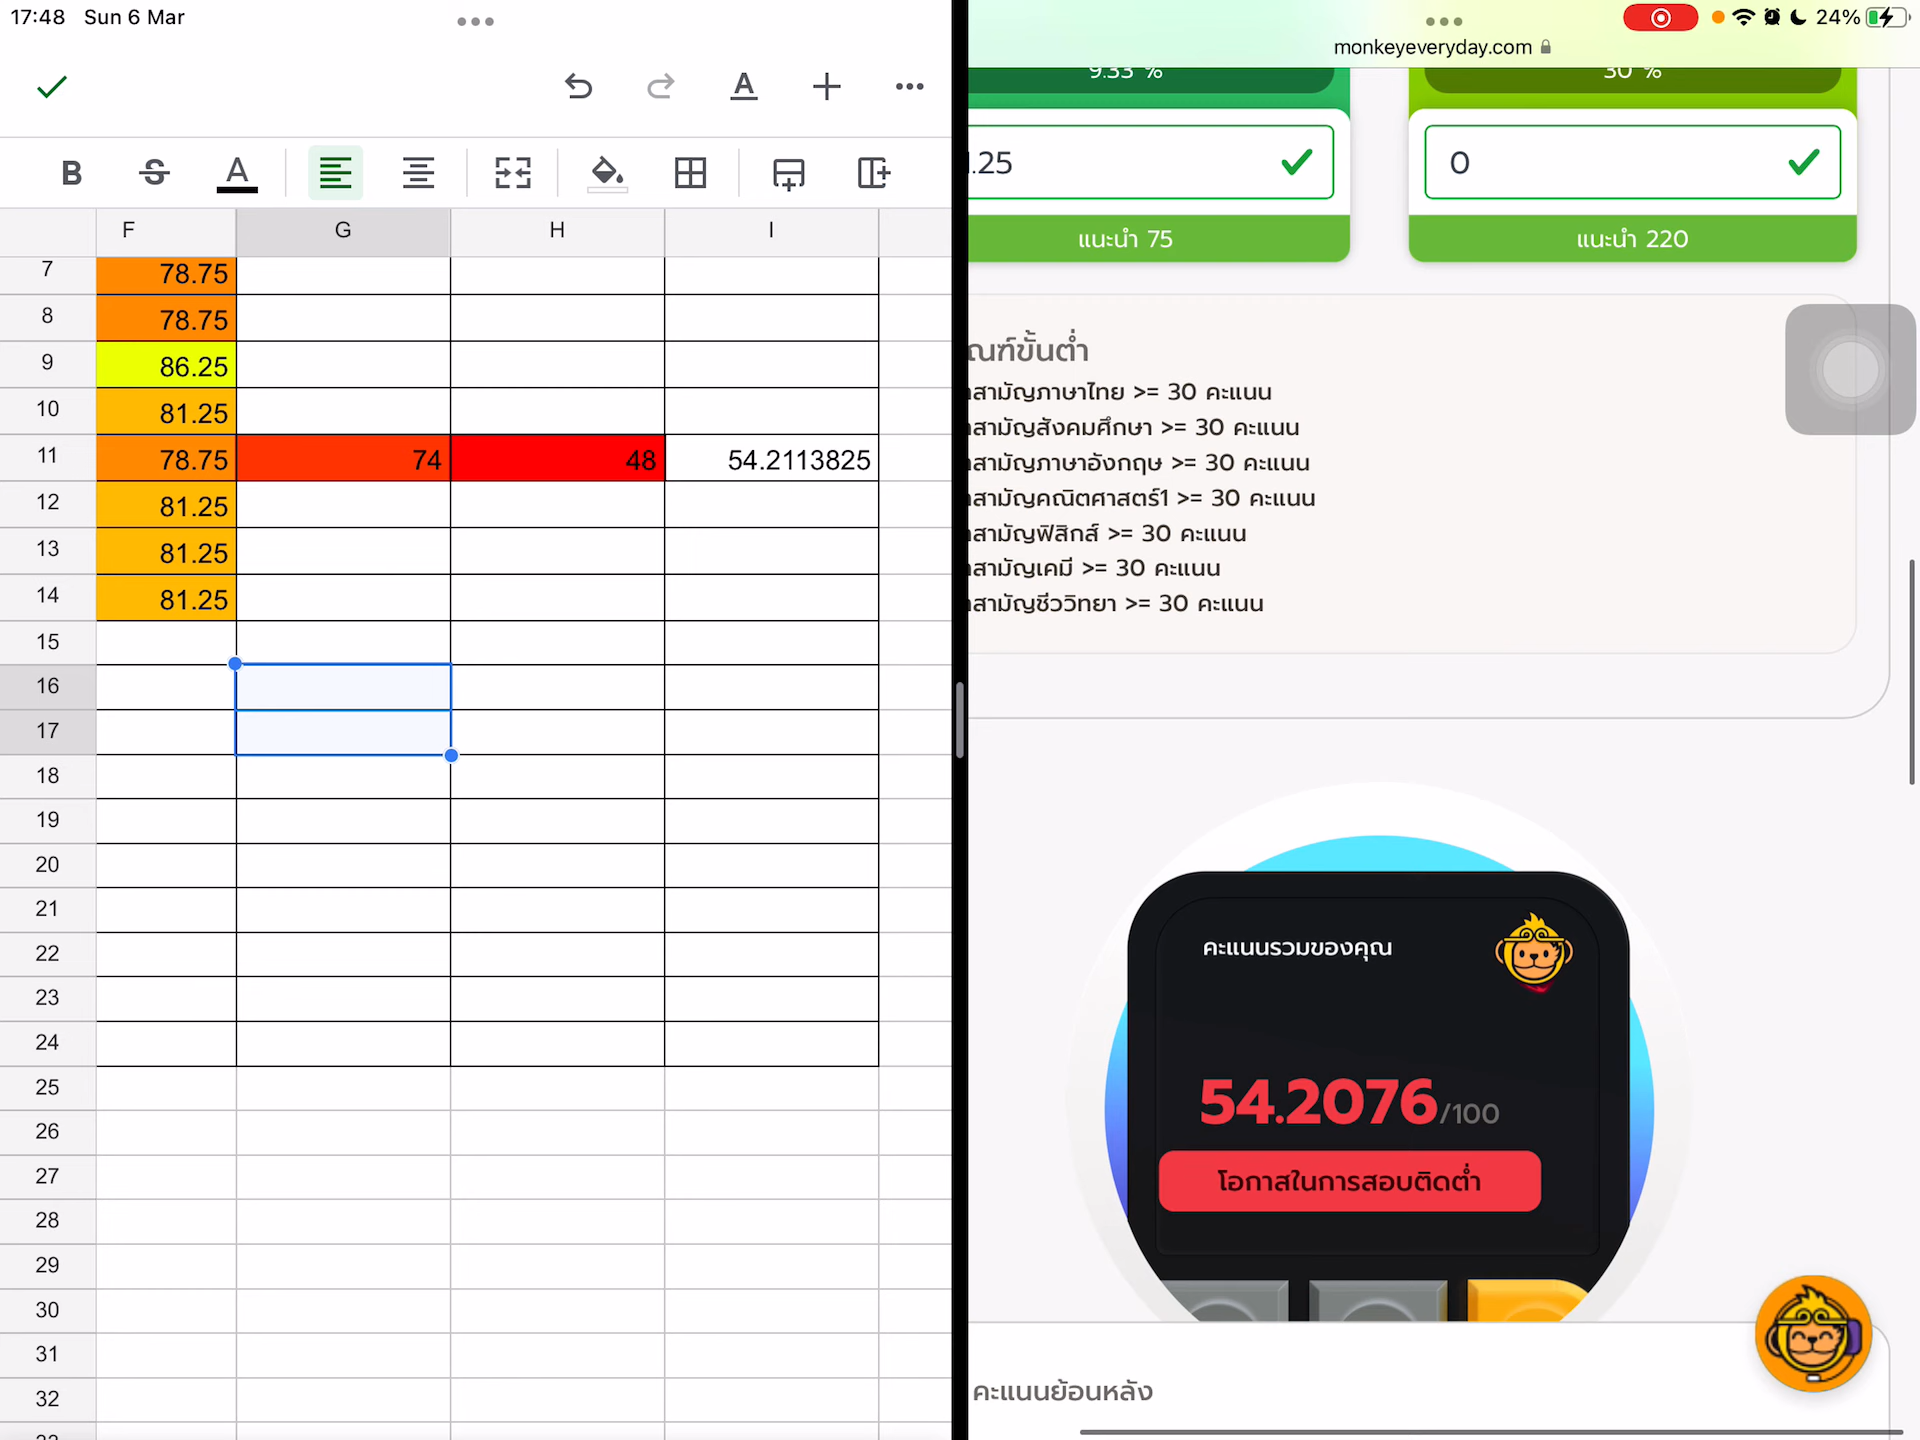 17:48 Sun 6 Mar
24%
monkeyeveryday.com
B S A
F G H I
7 78.75
8 78.75
9 86.25
10 81.25
11 78.75 74 48 54.2113825
12 81.25
13 81.25
14 81.25
15
16
17
18
19
20
21
22
23
24
25
26
27
28
29
30
31
32
9.33 % 30 %
.25 0
แนะนำ 75 แนะนำ 220
ณฑ์ขั้นต่ำ
สามัญภาษาไทย >= 30 คะแนน
สามัญสังคมศึกษา >= 30 คะแนน
สามัญภาษาอังกฤษ >= 30 คะแนน
สามัญคณิตศาสตร์1 >= 30 คะแนน
สามัญฟิสิกส์ >= 30 คะแนน
สามัญเคมี >= 30 คะแนน
สามัญชีววิทยา >= 30 คะแนน
คะแนนรวมของคุณ
54.2076/100
โอกาสในการสอบติดต่ำ
คะแนนย้อนหลัง